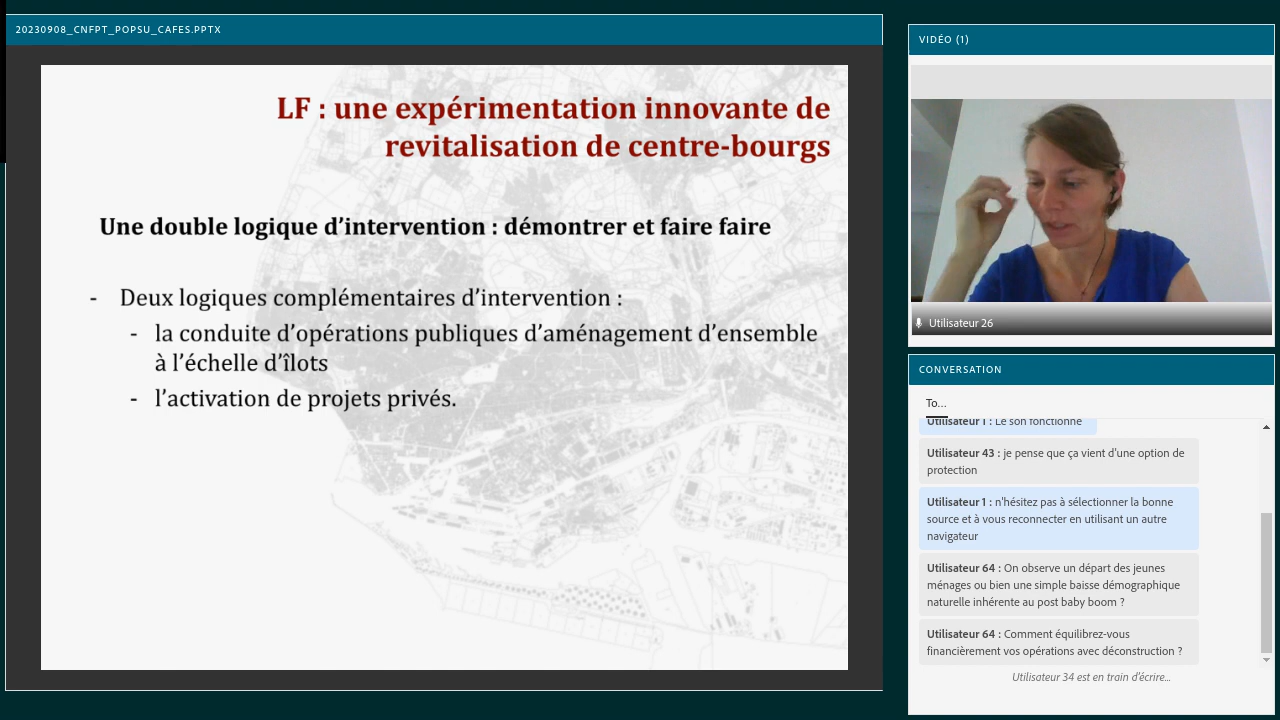 20230908_CNFPT_POPSU_CAFES.PPTX
LF : une expérimentation innovante de
revitalisation de centre-bourgs
Une double logique d'intervention : démontrer et faire faire
- Deux logiques complémentaires d'intervention :
- la conduite d'opérations publiques d'aménagement d'ensemble
à l'échelle d'îlots
- l'activation de projets privés.
VIDÉO (1)
Utilisateur 26
CONVERSATION
To...
Utilisateur 1 : Le son fonctionne
Utilisateur 43 : je pense que ça vient d'une option de
protection
Utilisateur 1 : n'hésitez pas à sélectionner la bonne
source et à vous reconnecter en utilisant un autre
navigateur
Utilisateur 64 : On observe un départ des jeunes
ménages ou bien une simple baisse démographique
naturelle inhérente au post baby boom ?
Utilisateur 64 : Comment équilibrez-vous
financièrement vos opérations avec déconstruction ?
Utilisateur 34 est en train d'écrire...